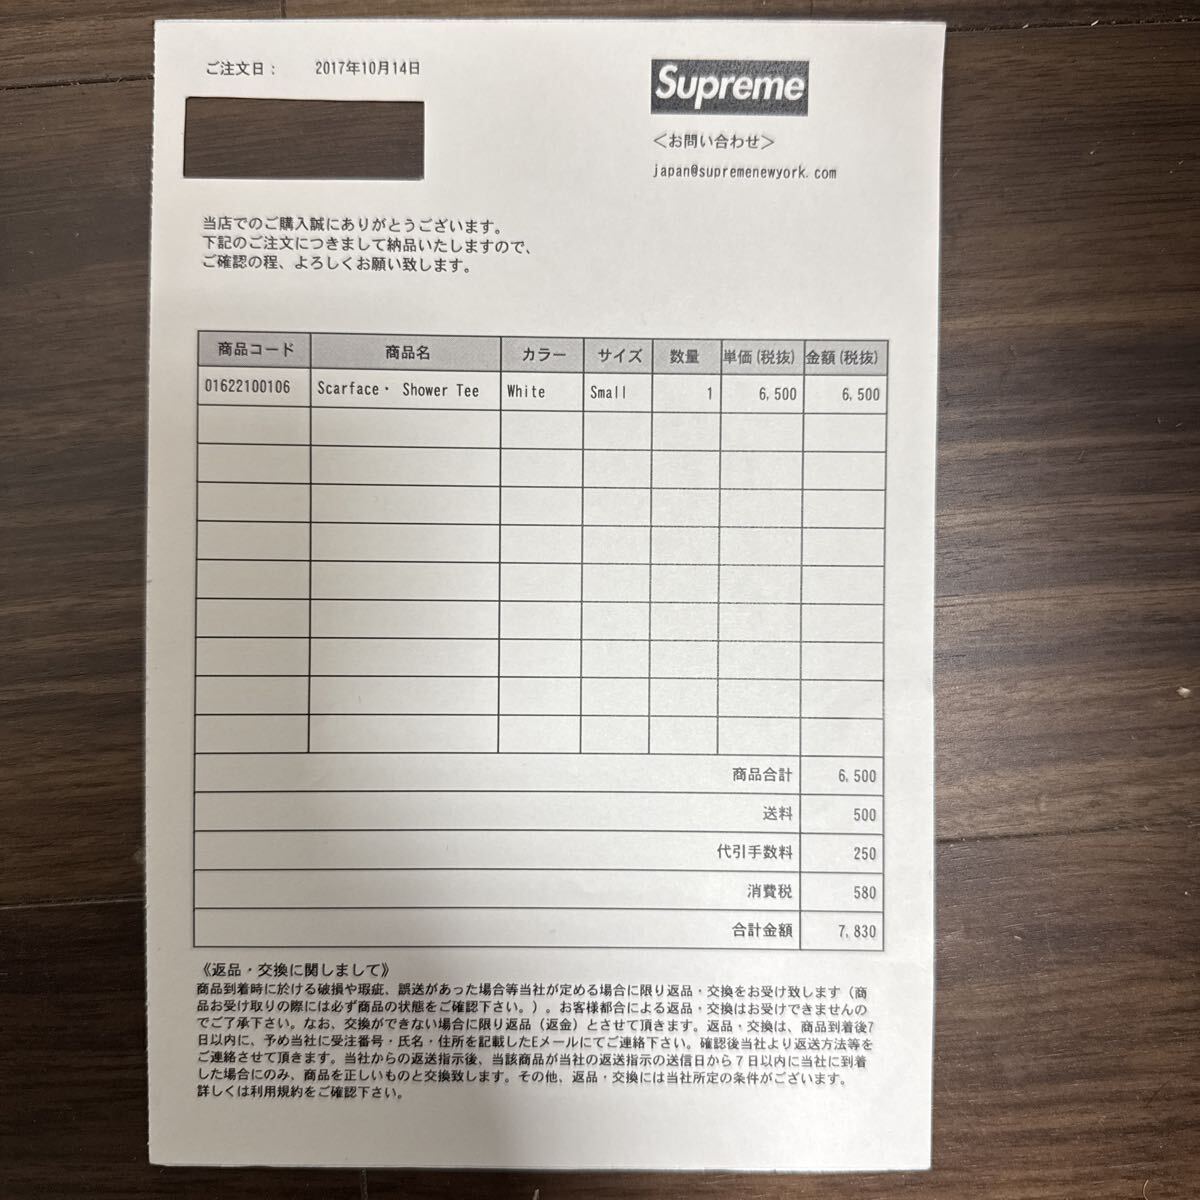 ご注文日： 2017年10月14日
Supreme
＜お問い合わせ＞
japan@supremenewyork.com
当店でのご購入誠にありがとうございます。
下記のご注文につきまして納品いたしますので、
ご確認の程、よろしくお願い致します。
商品コード 商品名 カラー サイズ 数量 単価(税抜) 金額(税抜)
01622100106 Scarface・ Shower Tee White Small 1 6,500 6,500
商品合計 6,500
送料 500
代引手数料 250
消費税 580
合計金額 7,830
《返品・交換に関しまして》
商品到着時に於ける破損や瑕疵、誤送があった場合等当社が定める場合に限り返品・交換をお受け致します（商
品お受け取りの際には必ず商品の状態をご確認下さい。）。お客様都合による返品・交換はお受けできませんの
でご了承下さい。なお、交換ができない場合に限り返品（返金）とさせて頂きます。返品・交換は、商品到着後7
日以内に、予め当社に受注番号・氏名・住所を記載したEメールにてご連絡下さい。確認後当社より返送方法等を
ご連絡させて頂きます。当社からの返送指示後、当該商品が当社の返送指示の送信日から７日以内に当社に到着
した場合にのみ、商品を正しいものと交換致します。その他、返品・交換には当社所定の条件がございます。
詳しくは利用規約をご確認下さい。